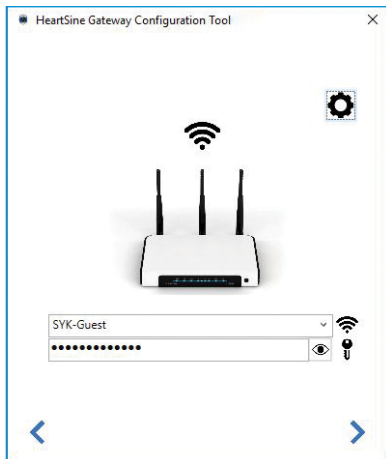 HeartSine Gateway Configuration Tool
SYK-Guest
•••••••••••••